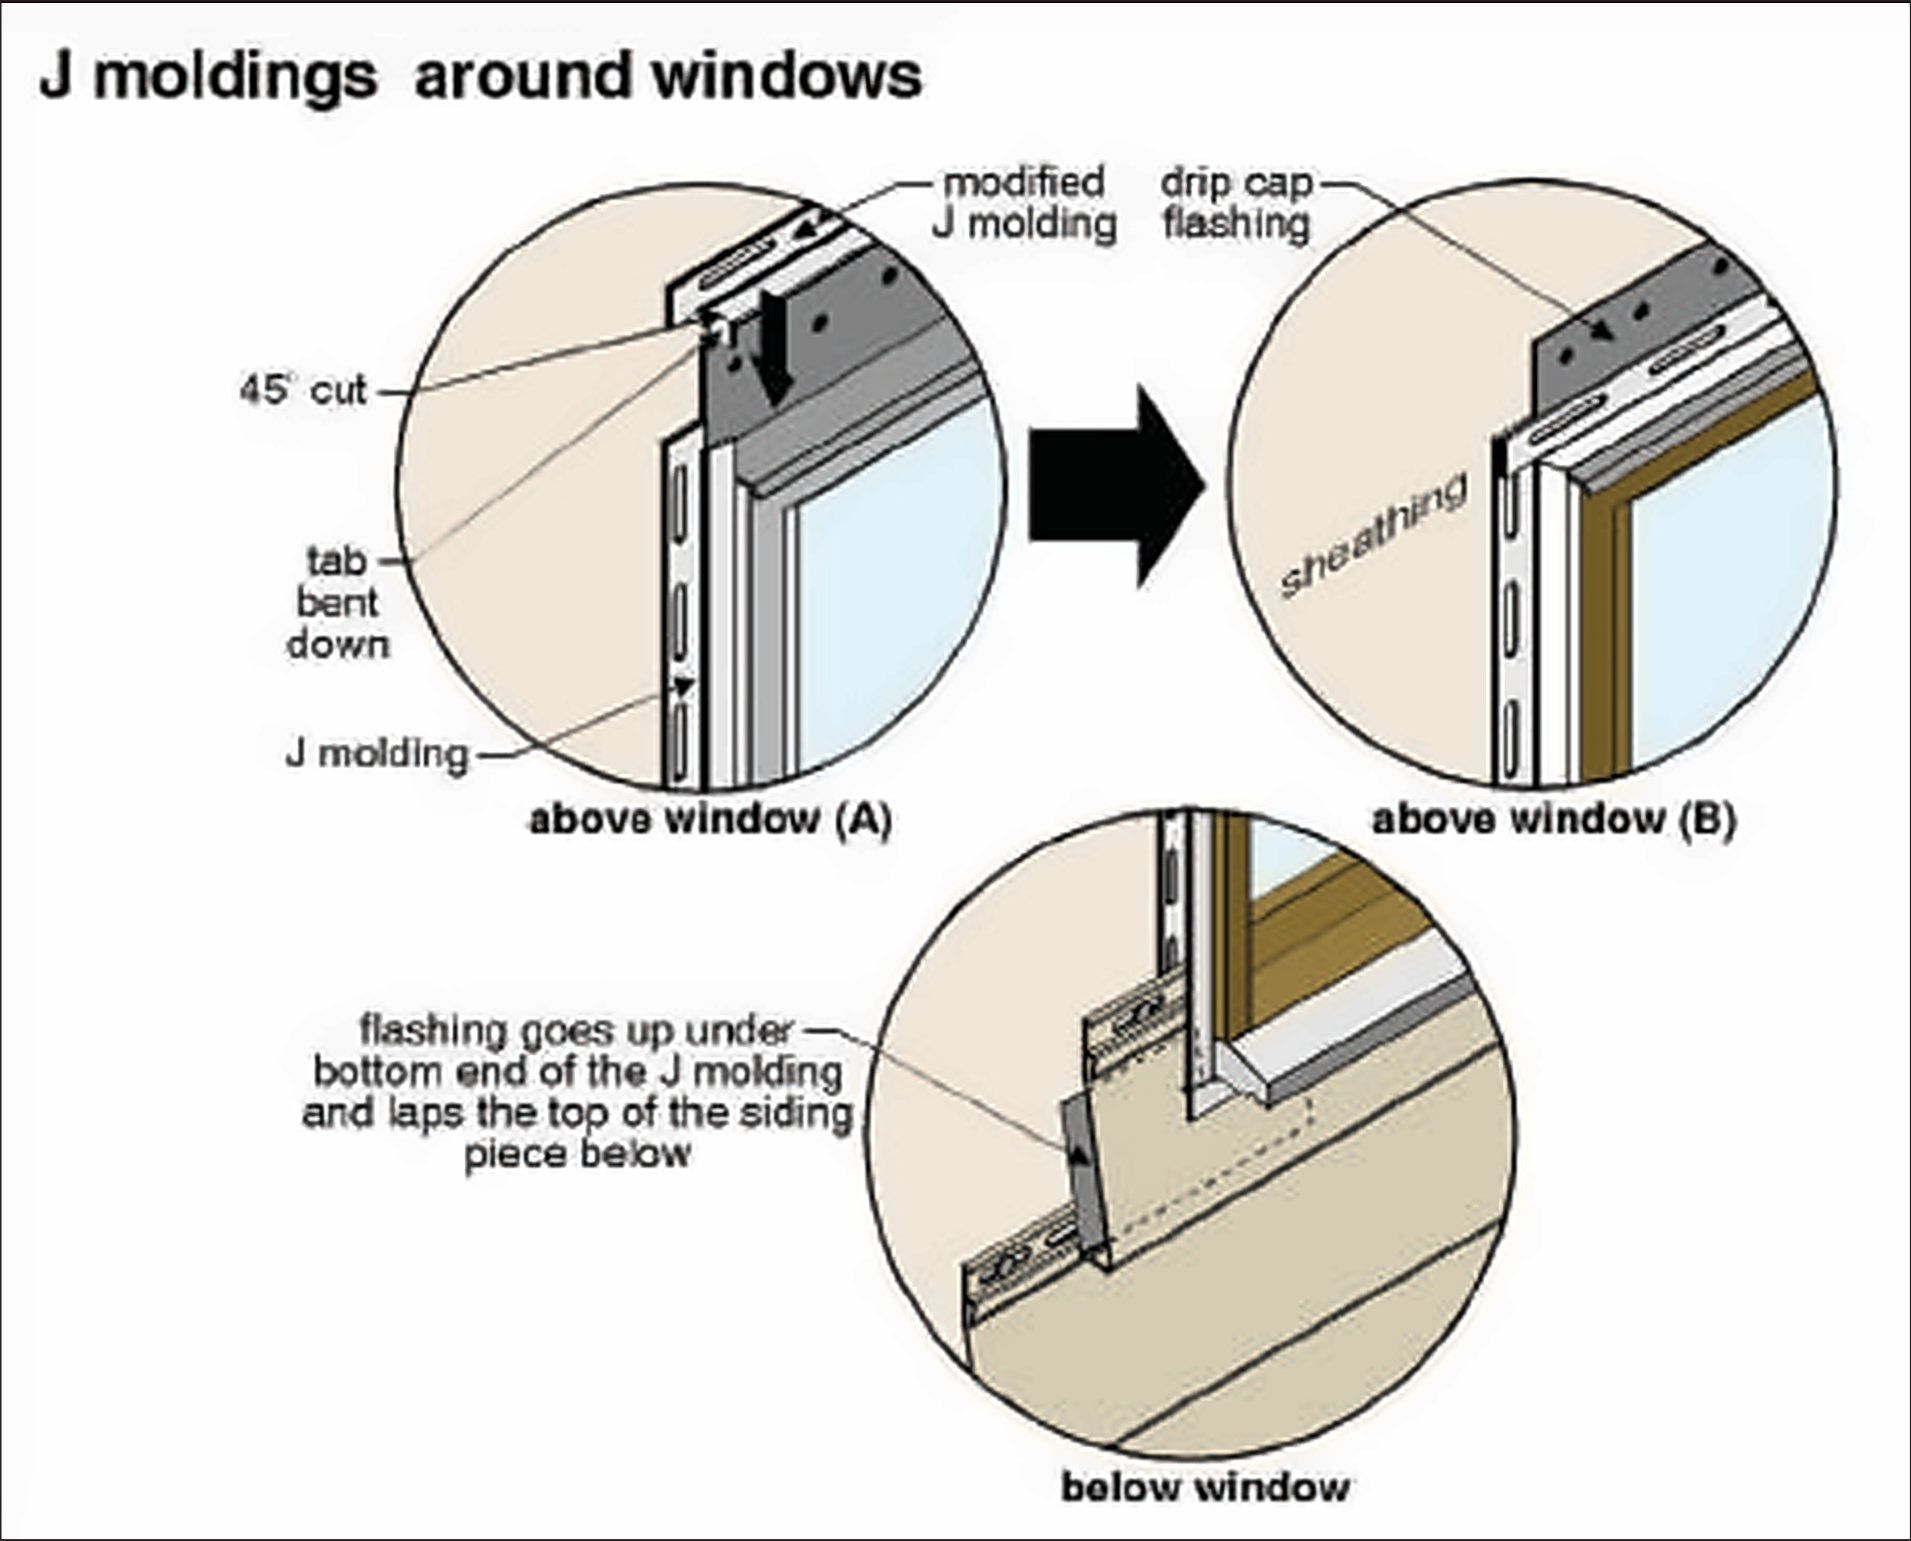 J moldings around windows
modified
J molding
drip cap
flashing
45° cut
tab
bent
down
J molding
sheathing
above window (A)
above window (B)
flashing goes up under
bottom end of the J molding
and laps the top of the siding
piece below
below window